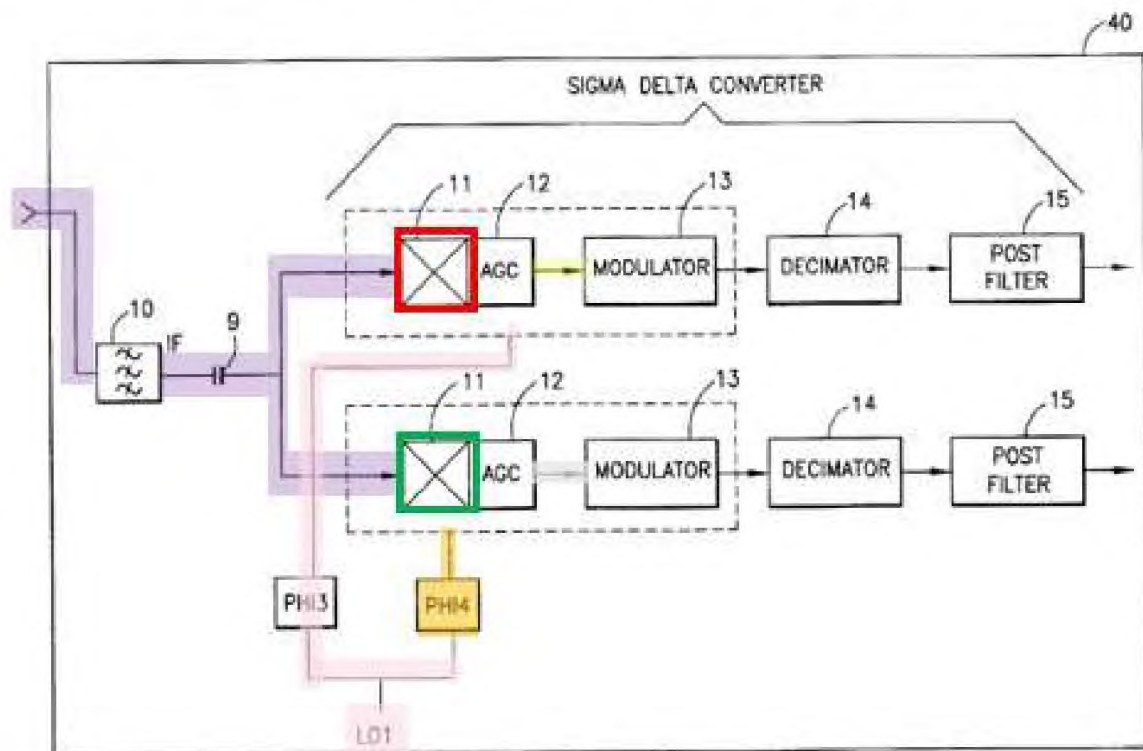 40
SIGMA DELTA CONVERTER
11
12
13
14
15
AGC
MODULATOR
DECIMATOR
POST
FILTER
10
IF
9
11
12
13
14
15
AGC
MODULATOR
DECIMATOR
POST
FILTER
PHI3
PHI4
LO1